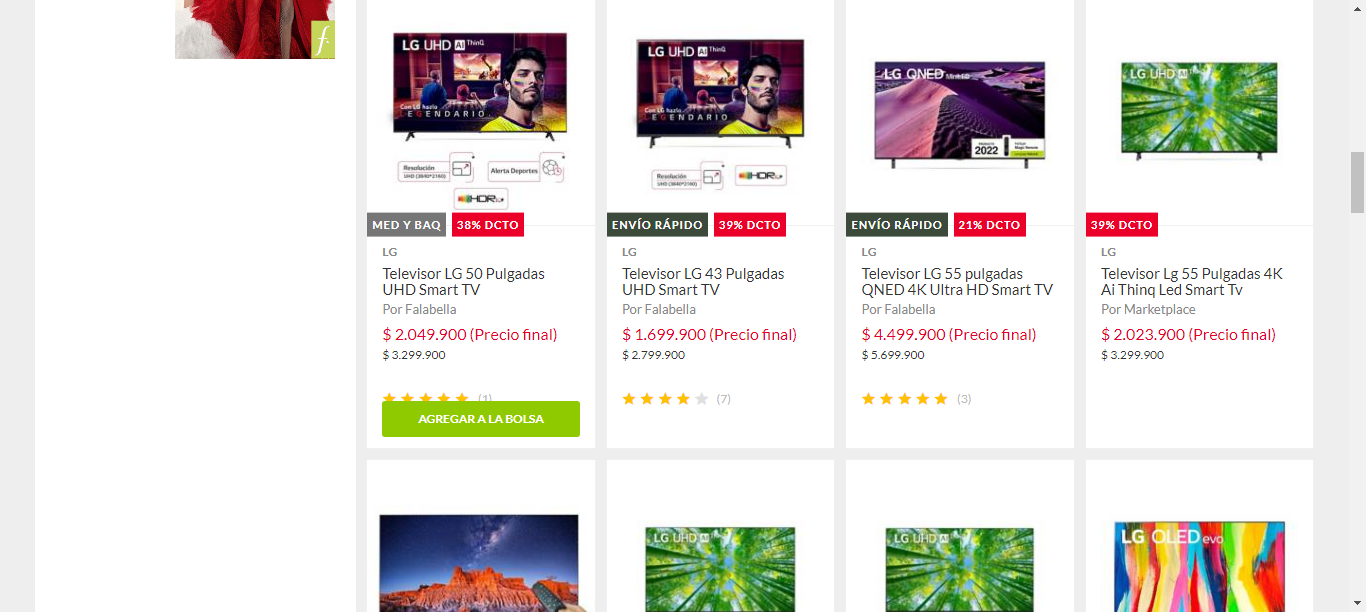 f.
LG UHD AI ThinQ
Con LG hazlo
LEGENDARIO
Resolución
UHD (3840*2160)
Alerta Deportes
HDR
MED Y BAQ
38% DCTO
LG
Televisor LG 50 Pulgadas
UHD Smart TV
Por Falabella
$ 2.049.900 (Precio final)
$ 3.299.900
(1)
AGREGAR A LA BOLSA
LG UHD AI ThinQ
Con LG hazlo
LEGENDARIO
Resolución
UHD (3840*2160)
HDR
ENVÍO RÁPIDO
39% DCTO
LG
Televisor LG 43 Pulgadas
UHD Smart TV
Por Falabella
$ 1.699.900 (Precio final)
$ 2.799.900
(7)
LG QNED MiniLED
2022
ENVÍO RÁPIDO
21% DCTO
LG
Televisor LG 55 pulgadas
QNED 4K Ultra HD Smart TV
Por Falabella
$ 4.499.900 (Precio final)
$ 5.699.900
(3)
LG UHD AI
39% DCTO
LG
Televisor Lg 55 Pulgadas 4K
Ai Thinq Led Smart Tv
Por Marketplace
$ 2.023.900 (Precio final)
$ 3.299.900
LG UHD AI
LG UHD AI
LG OLED evo